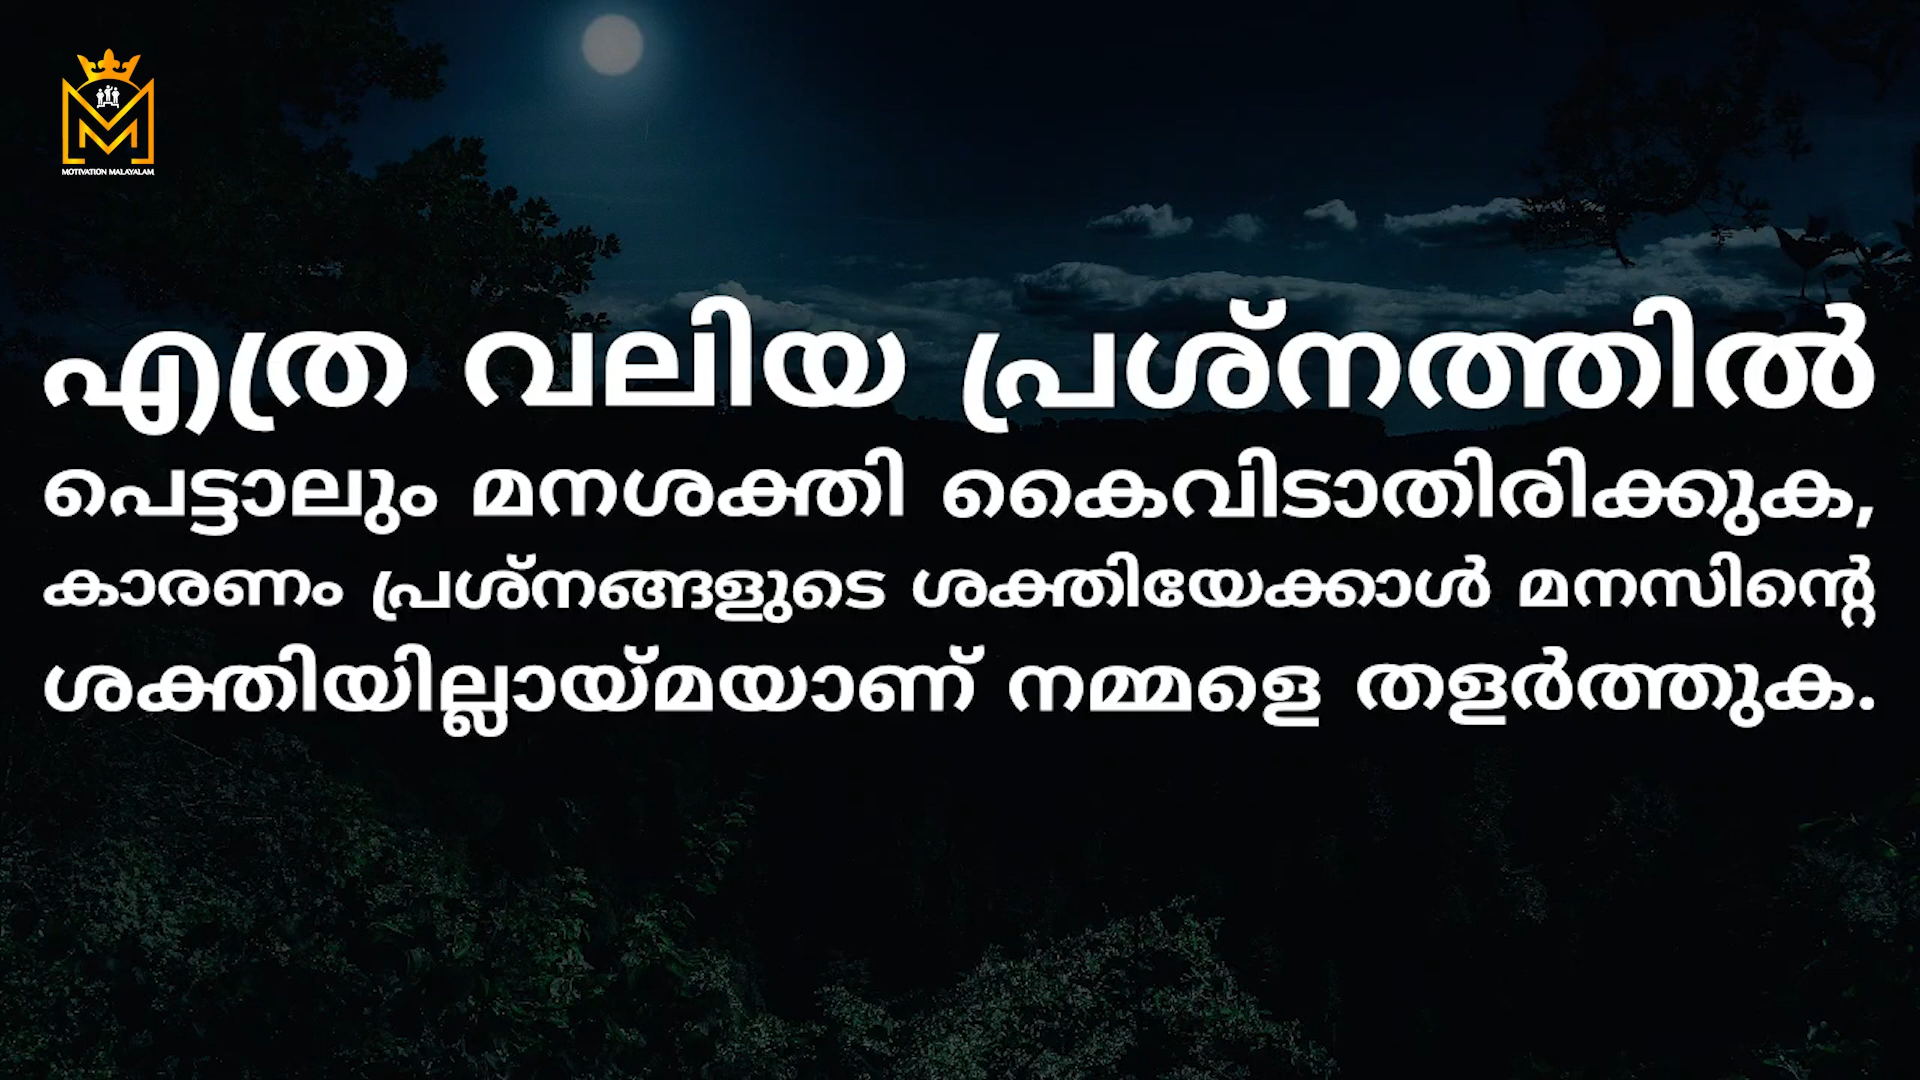 MOTIVATION MALAYALAM
എത്ര വലിയ പ്രശ്നത്തിൽ
പെട്ടാലും മനശക്തി കൈവിടാതിരിക്കുക,
കാരണം പ്രശ്നങ്ങളുടെ ശക്തിയേക്കാൾ മനസിന്റെ
ശക്തിയില്ലായ്മയാണ് നമ്മളെ തളർത്തുക.